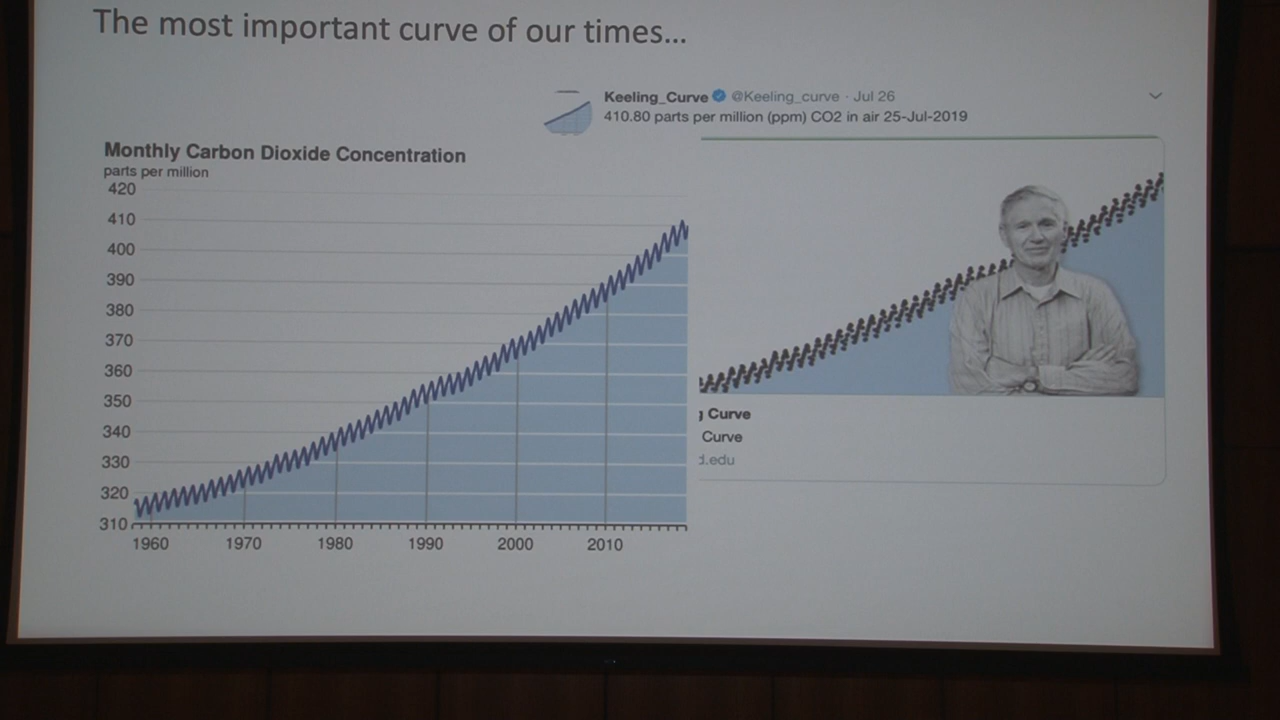 The most important curve of our times...
Keeling_Curve @Keeling_curve · Jul 26
410.80 parts per million (ppm) CO2 in air 25-Jul-2019
Monthly Carbon Dioxide Concentration
parts per million
420
410
400
390
380
370
360
350
340
330
320
310
1960 1970 1980 1990 2000 2010
Curve
Curve
d.edu